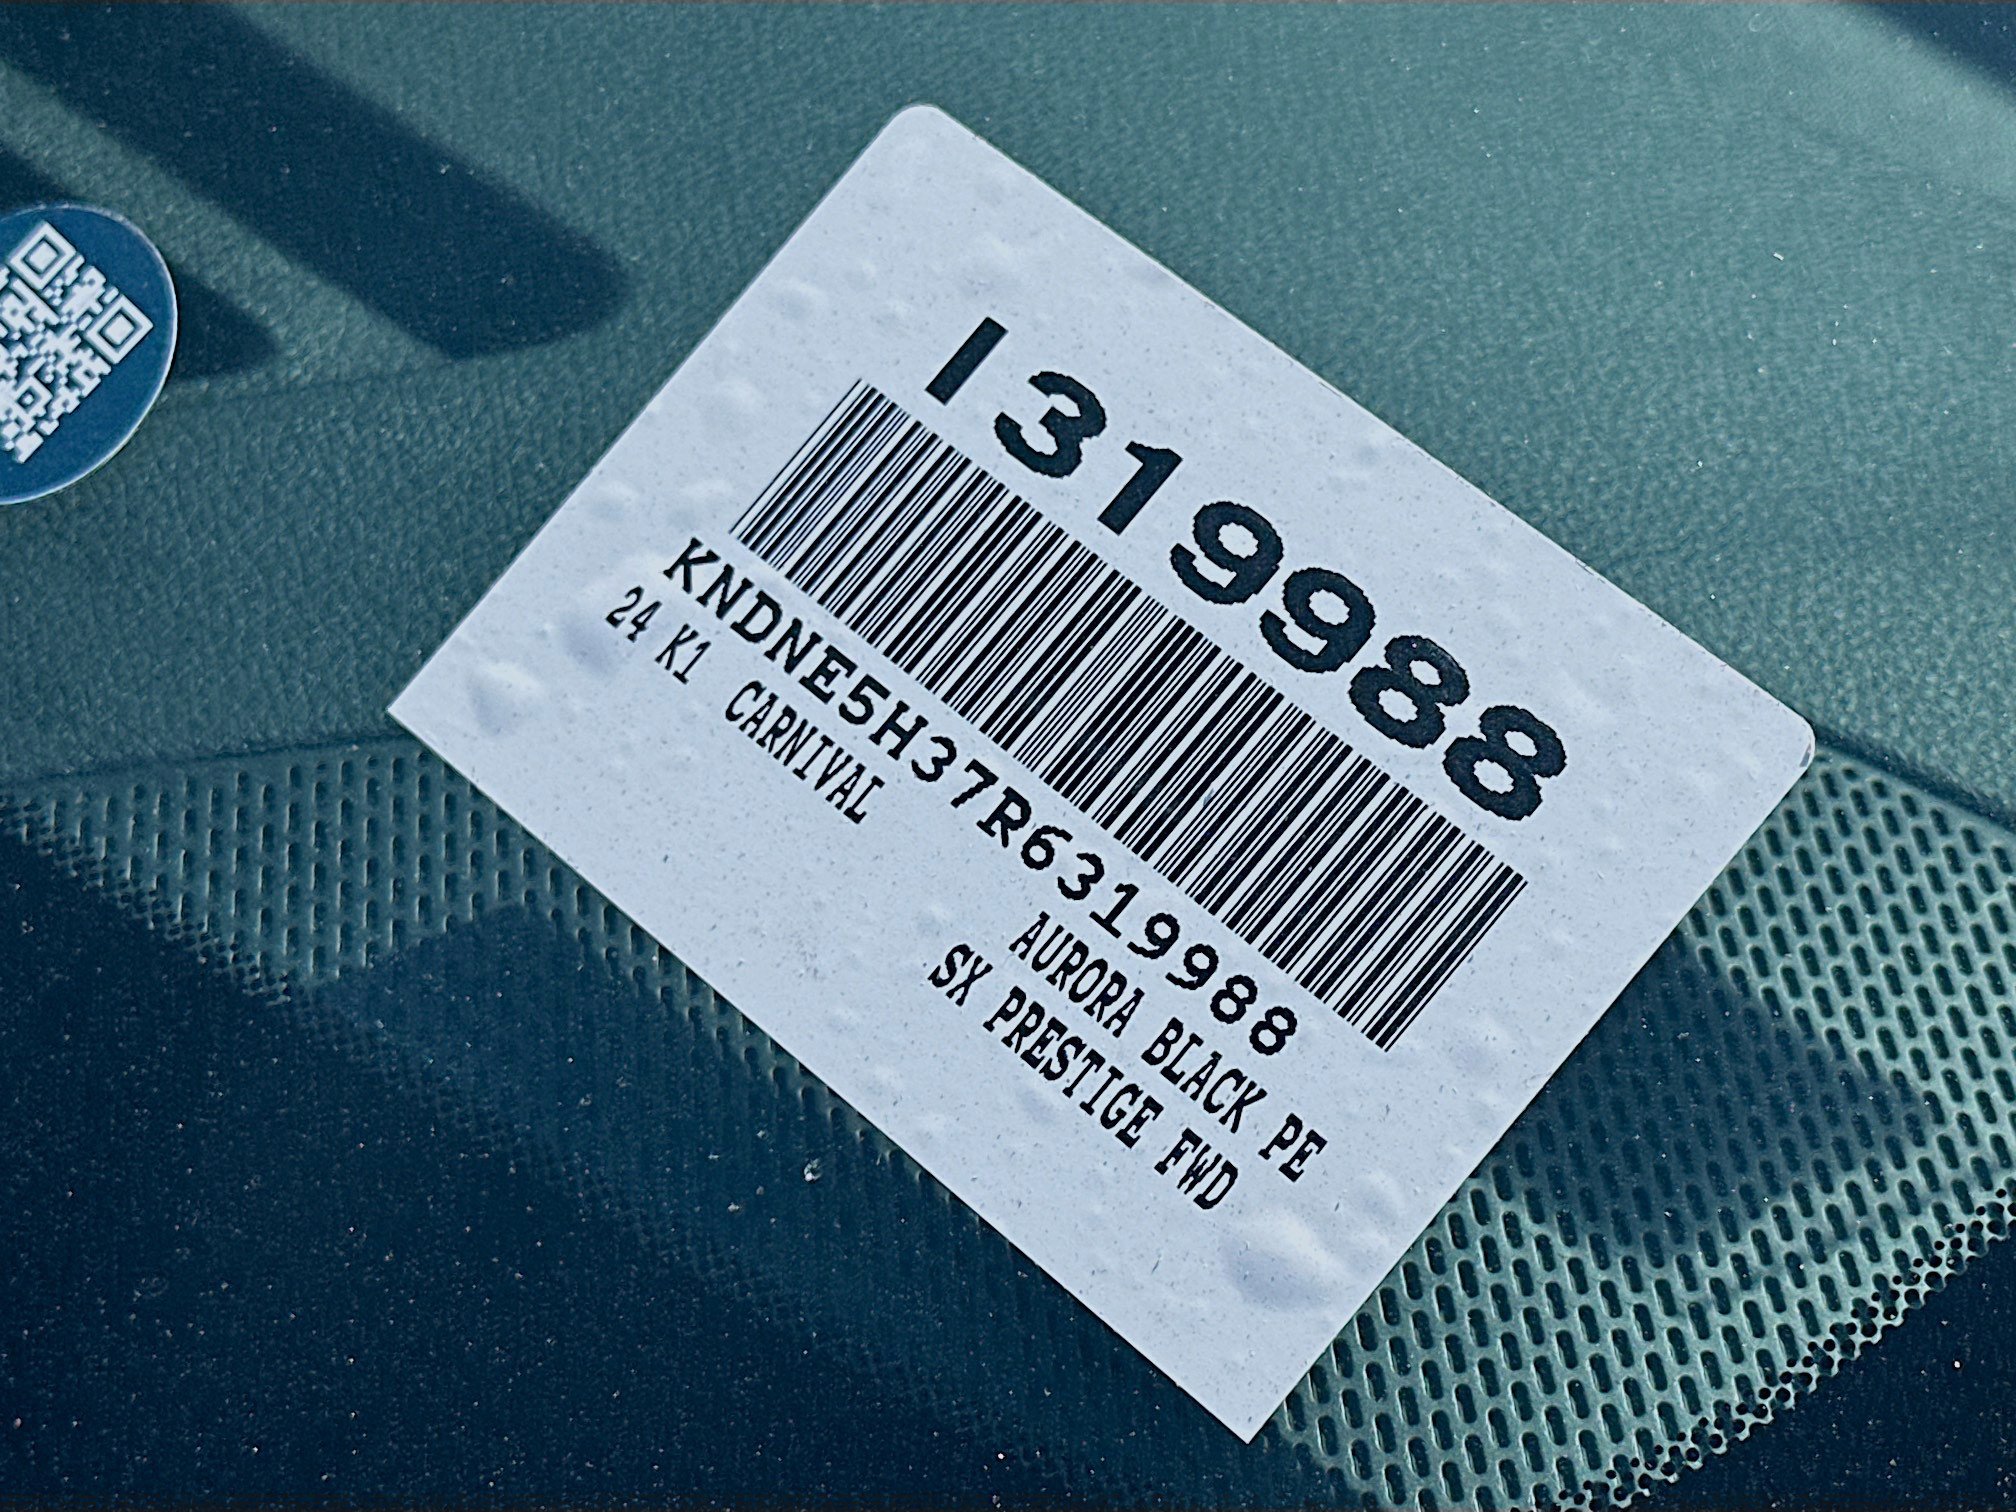 I319988
KNDNE5H37R6319988
24 K1 CARNIVAL AURORA BLACK PE
SX PRESTIGE FWD